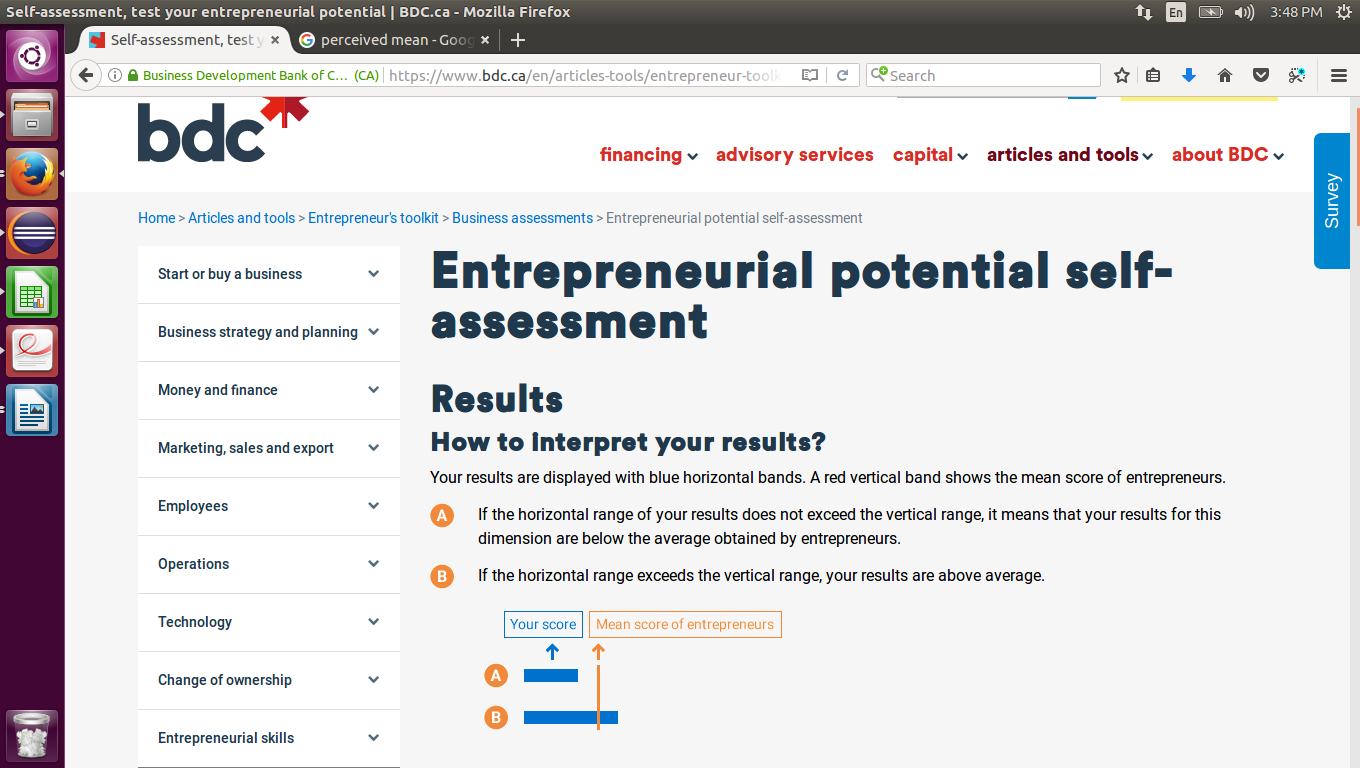 Self-assessment, test your entrepreneurial potential | BDC.ca - Mozilla Firefox
En
3:48 PM
Self-assessment, test y
perceived mean - Goog
Business Development Bank of C... (CA)
https://www.bdc.ca/en/articles-tools/entrepreneur-toolk
Search
bdc
financing
advisory services
capital
articles and tools
about BDC
Survey
Home > Articles and tools > Entrepreneur's toolkit > Business assessments > Entrepreneurial potential self-assessment
Start or buy a business
Business strategy and planning
Money and finance
Marketing, sales and export
Employees
Operations
Technology
Change of ownership
Entrepreneurial skills
Entrepreneurial potential self-
assessment
Results
How to interpret your results?
Your results are displayed with blue horizontal bands. A red vertical band shows the mean score of entrepreneurs.
A If the horizontal range of your results does not exceed the vertical range, it means that your results for this
dimension are below the average obtained by entrepreneurs.
B If the horizontal range exceeds the vertical range, your results are above average.
Your score
Mean score of entrepreneurs
A
B